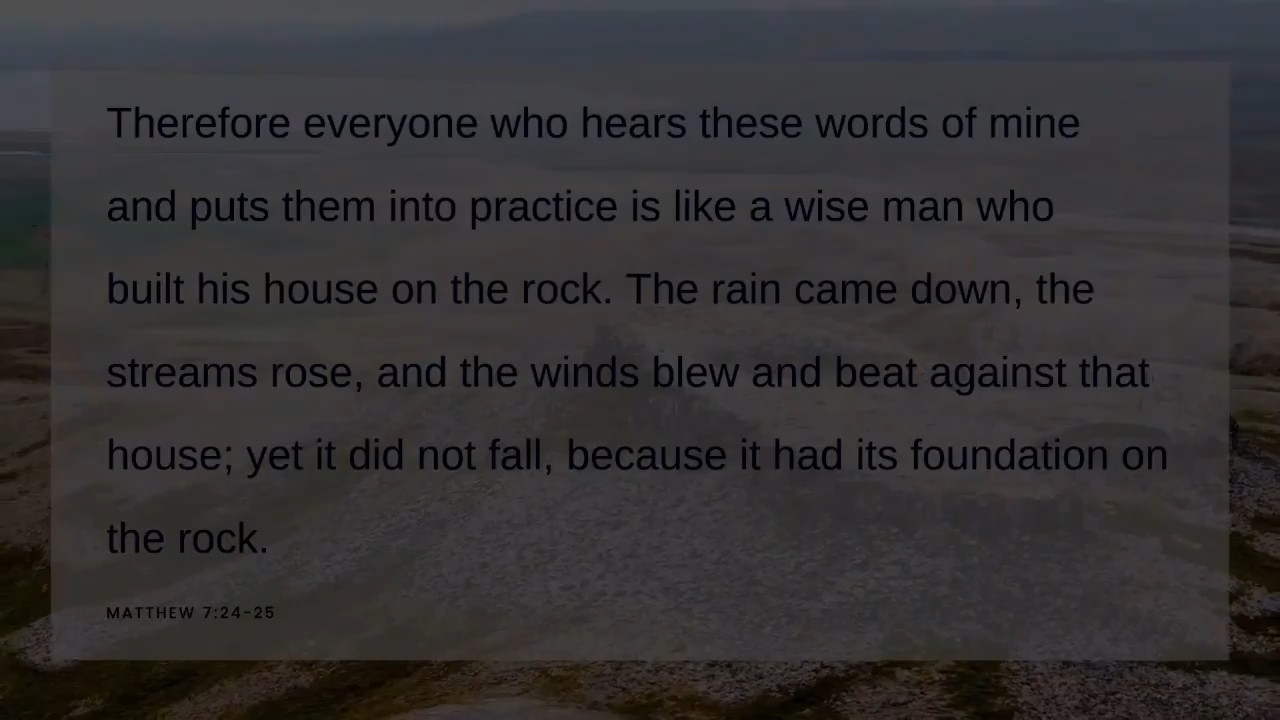 Therefore everyone who hears these words of mine
and puts them into practice is like a wise man who
built his house on the rock. The rain came down, the
streams rose, and the winds blew and beat against that
house; yet it did not fall, because it had its foundation on
the rock.
MATTHEW 7:24-25